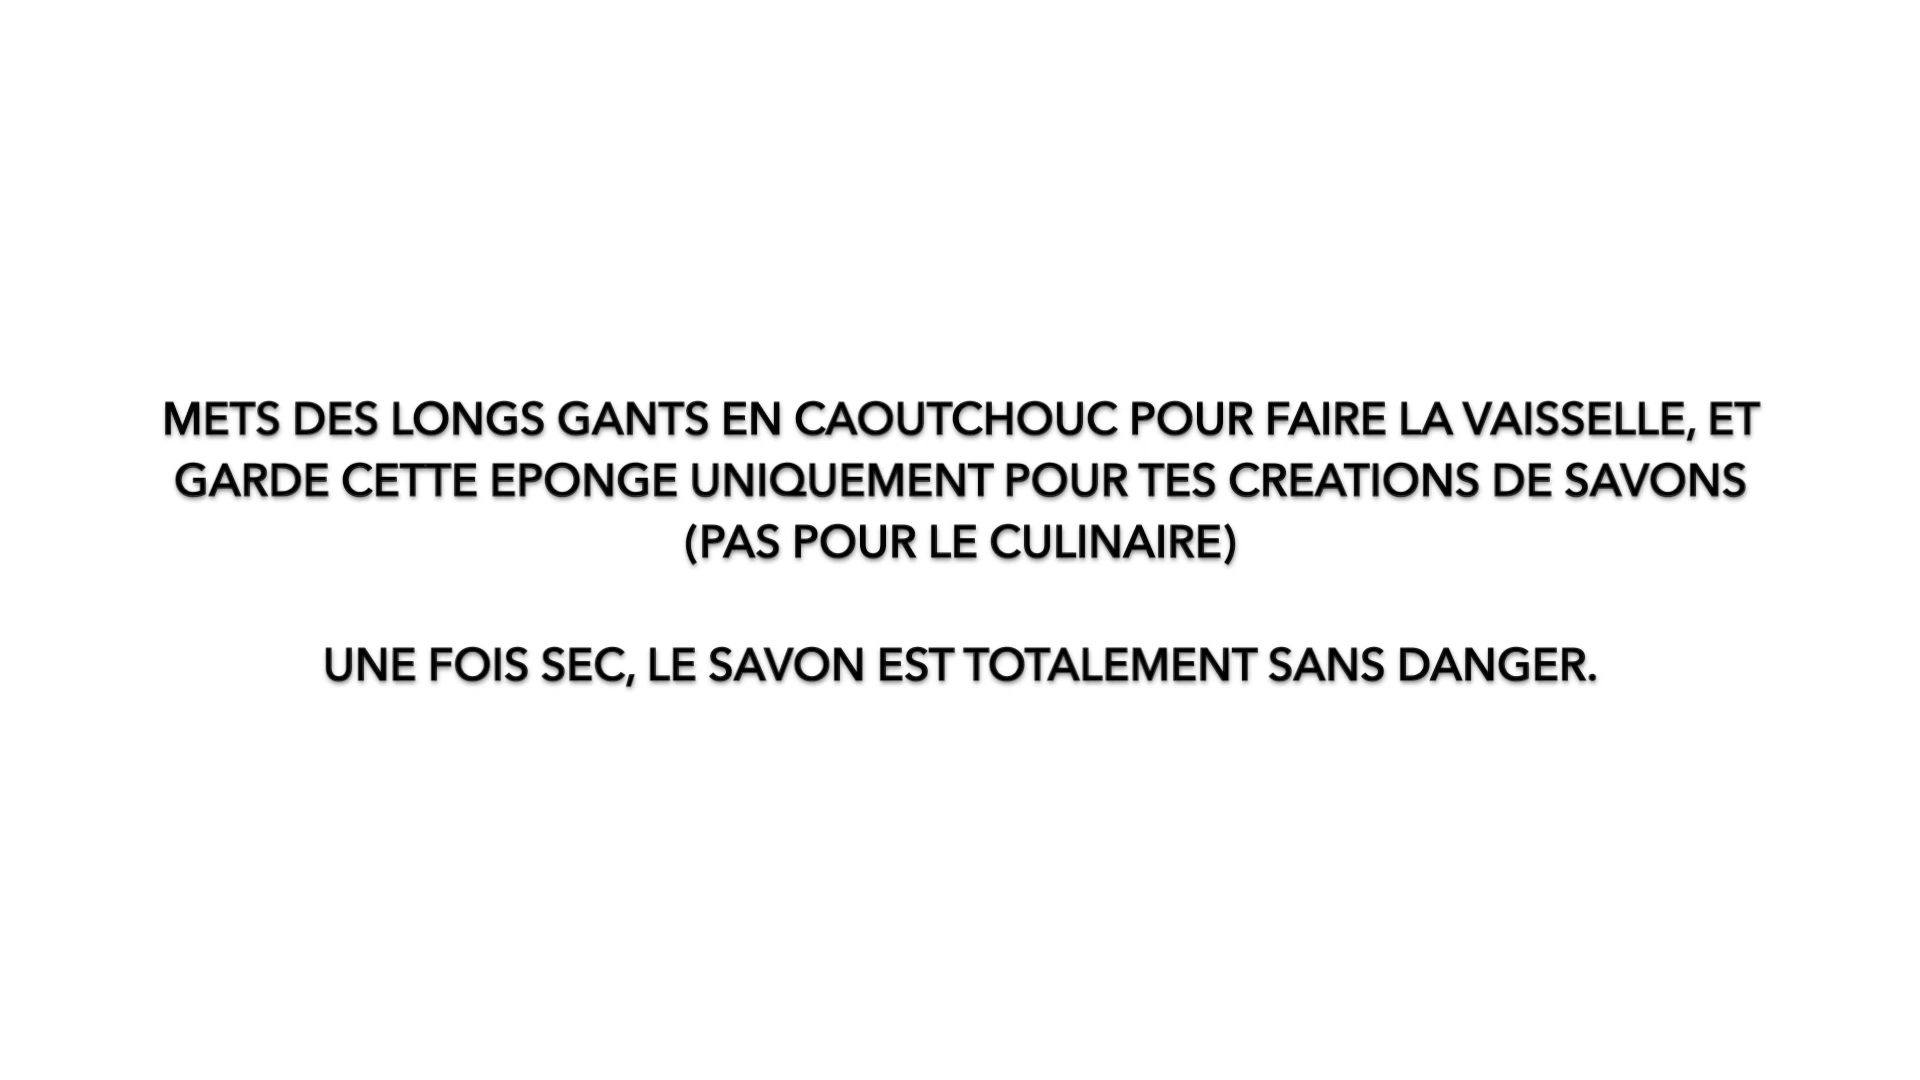 METS DES LONGS GANTS EN CAOUTCHOUC POUR FAIRE LA VAISSELLE, ET
GARDE CETTE EPONGE UNIQUEMENT POUR TES CREATIONS DE SAVONS
(PAS POUR LE CULINAIRE)
UNE FOIS SEC, LE SAVON EST TOTALEMENT SANS DANGER.